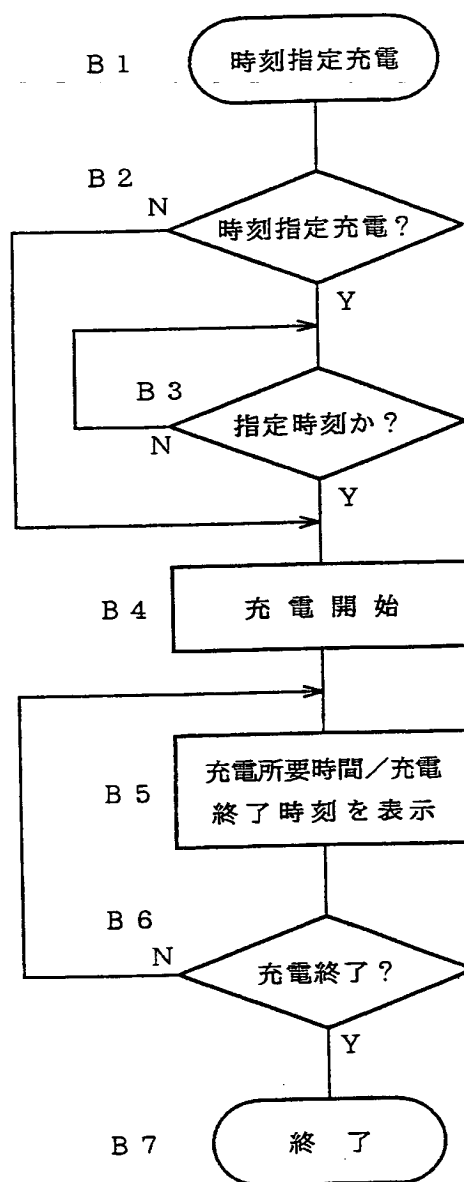 B1
時刻指定充電
B2
N
時刻指定充電?
Y
B3
N
指定時刻か?
Y
B4
充電開始
B5
充電所要時間/充電
終了時刻を表示
B6
N
充電終了?
Y
B7
終了